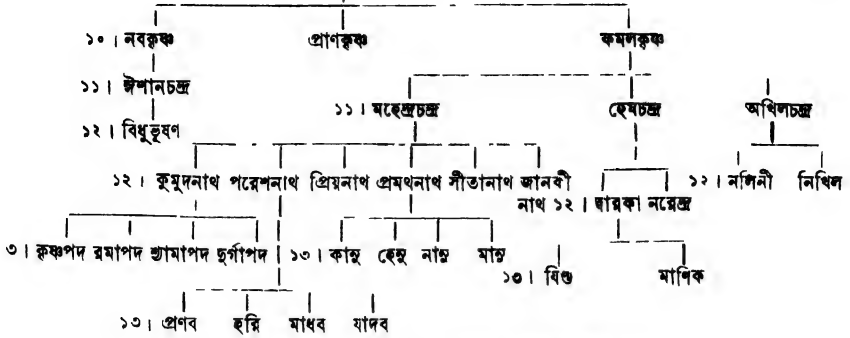 ১০। নবকৃষ্ণ প্রাণকৃষ্ণ কমলকৃষ্ণ
১১। ঈশানচন্দ্র
১১। মহেন্দ্রচন্দ্র হেমচন্দ্র অখিলচন্দ্র
১২। বিধুভূষণ
১২। কুমুদনাথ পরেশনাথ প্রিয়নাথ প্রমথনাথ সীতানাথ জানবী ১২। নলিনী নিখিল
নাথ ১২। দ্বারকা নরেন্দ্র
৩। কৃষ্ণপদ রমাপদ শ্যামাপদ দুর্গাপদ ১৩। কানু হেনু নানু মানু
১৩। যিশু মাণিক
১৩। প্রণব হরি মাধব যাদব